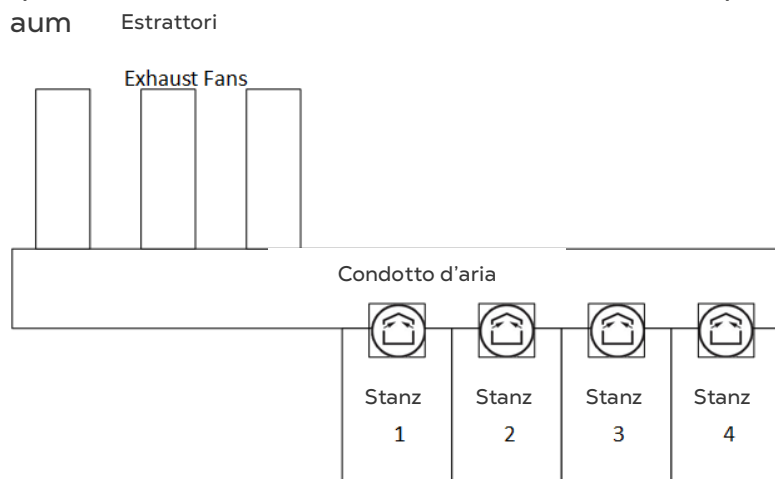 aum
Estrattori
Exhaust Fans
Condotto d'aria
Stanz Stanz Stanz Stanz
1 2 3 4